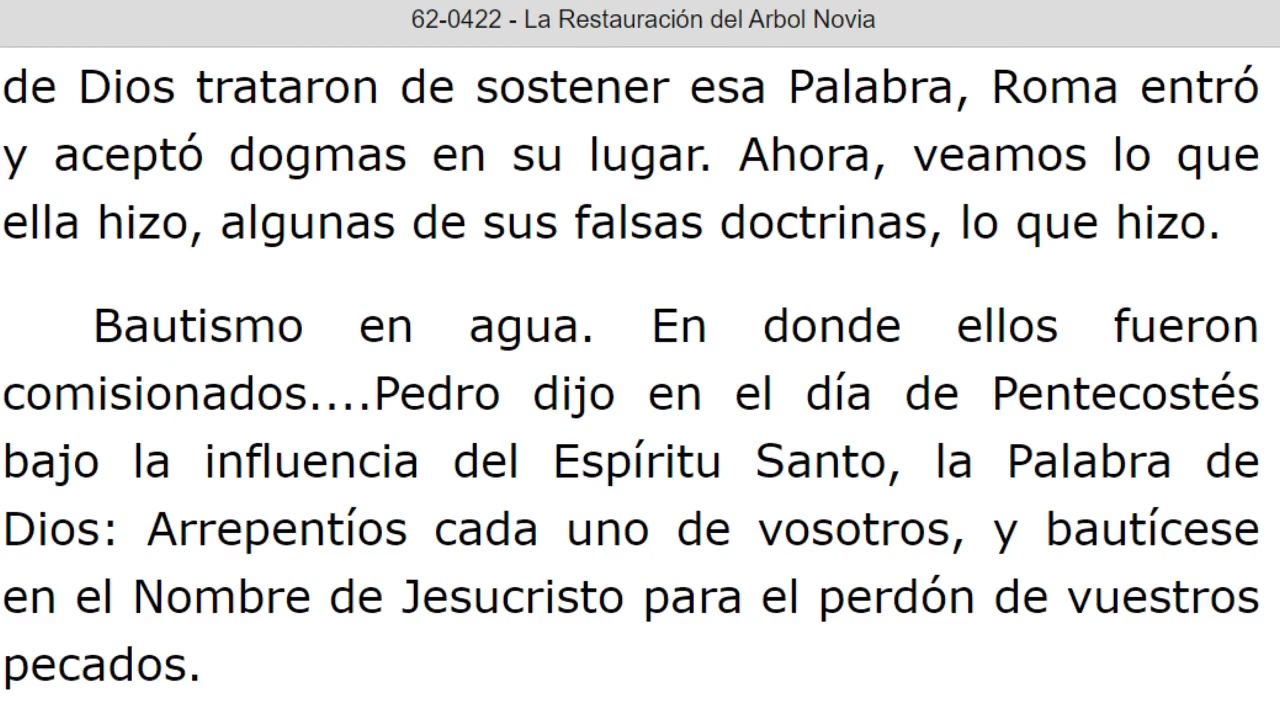 62-0422 - La Restauración del Arbol Novia
de Dios trataron de sostener esa Palabra, Roma entró
y aceptó dogmas en su lugar. Ahora, veamos lo que
ella hizo, algunas de sus falsas doctrinas, lo que hizo.
Bautismo en agua. En donde ellos fueron
comisionados....Pedro dijo en el día de Pentecostés
bajo la influencia del Espíritu Santo, la Palabra de
Dios: Arrepentíos cada uno de vosotros, y bautícese
en el Nombre de Jesucristo para el perdón de vuestros
pecados.